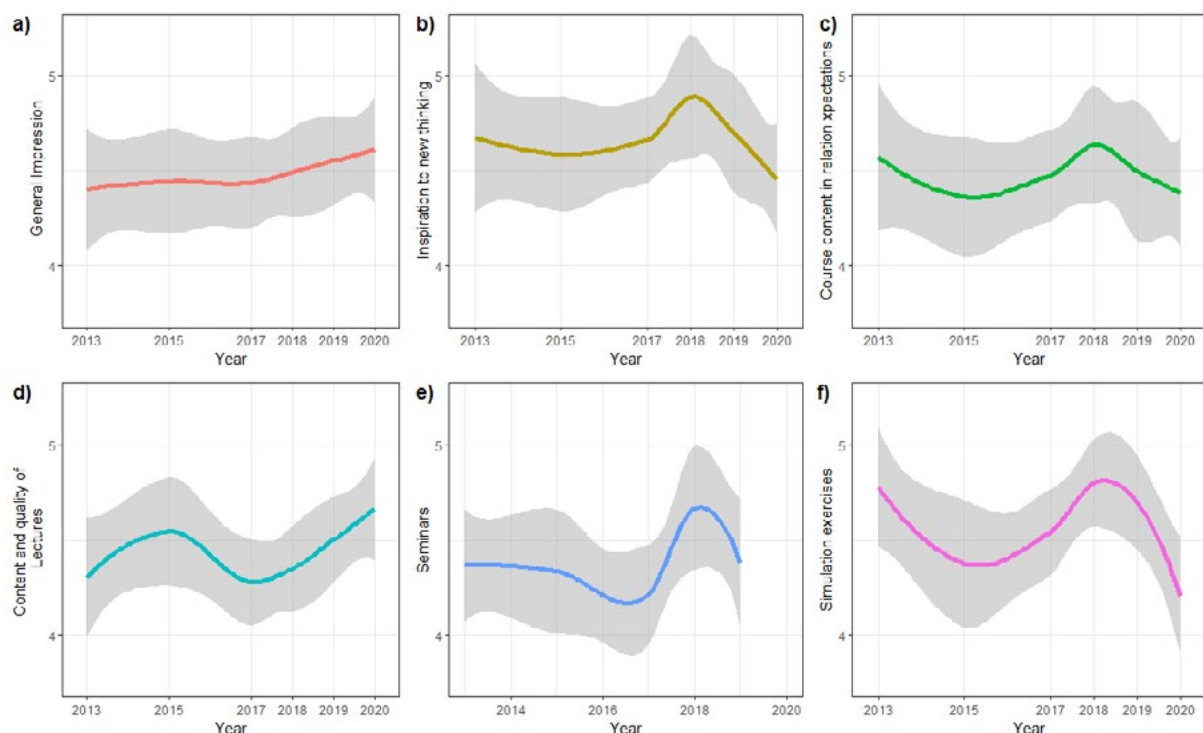 a)
General Impression
5
4
2013 2015 2017 2018 2019 2020
Year
b)
Inspiration to new thinking
5
4
2013 2015 2017 2018 2019 2020
Year
c)
Course content in relation xpectations
5
4
2013 2015 2017 2018 2019 2020
Year
d)
Content and quality of
Lectures
5
4
2013 2015 2017 2018 2019 2020
Year
e)
Seminars
5
4
2014 2016 2018 2020
Year
f)
Simulation exercises
5
4
2013 2015 2017 2018 2019 2020
Year